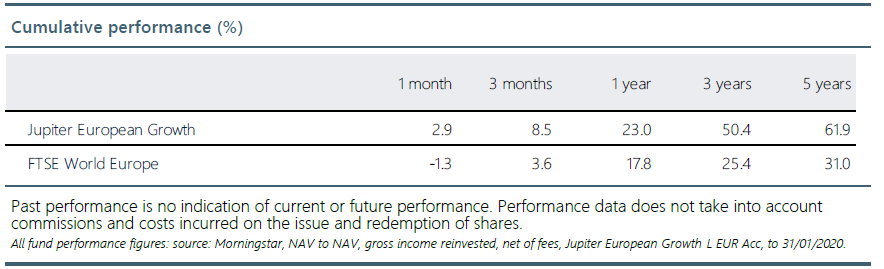 Cumulative performance (%)
1 month 3 months 1 year 3 years 5 years
Jupiter European Growth 2.9 8.5 23.0 50.4 61.9
FTSE World Europe -1.3 3.6 17.8 25.4 31.0
Past performance is no indication of current or future performance. Performance data does not take into account
commissions and costs incurred on the issue and redemption of shares.
All fund performance figures: source: Morningstar, NAV to NAV, gross income reinvested, net of fees, Jupiter European Growth L EUR Acc, to 31/01/2020.